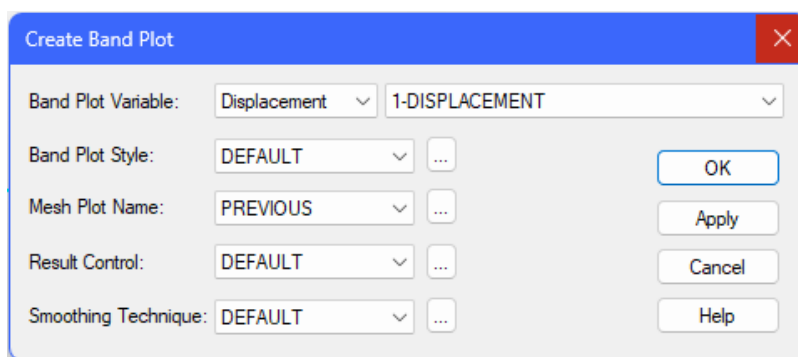 Create Band Plot
Band Plot Variable: Displacement 1-DISPLACEMENT
Band Plot Style: DEFAULT ...
OK
Mesh Plot Name: PREVIOUS ...
Apply
Result Control: DEFAULT ...
Cancel
Smoothing Technique: DEFAULT ...
Help